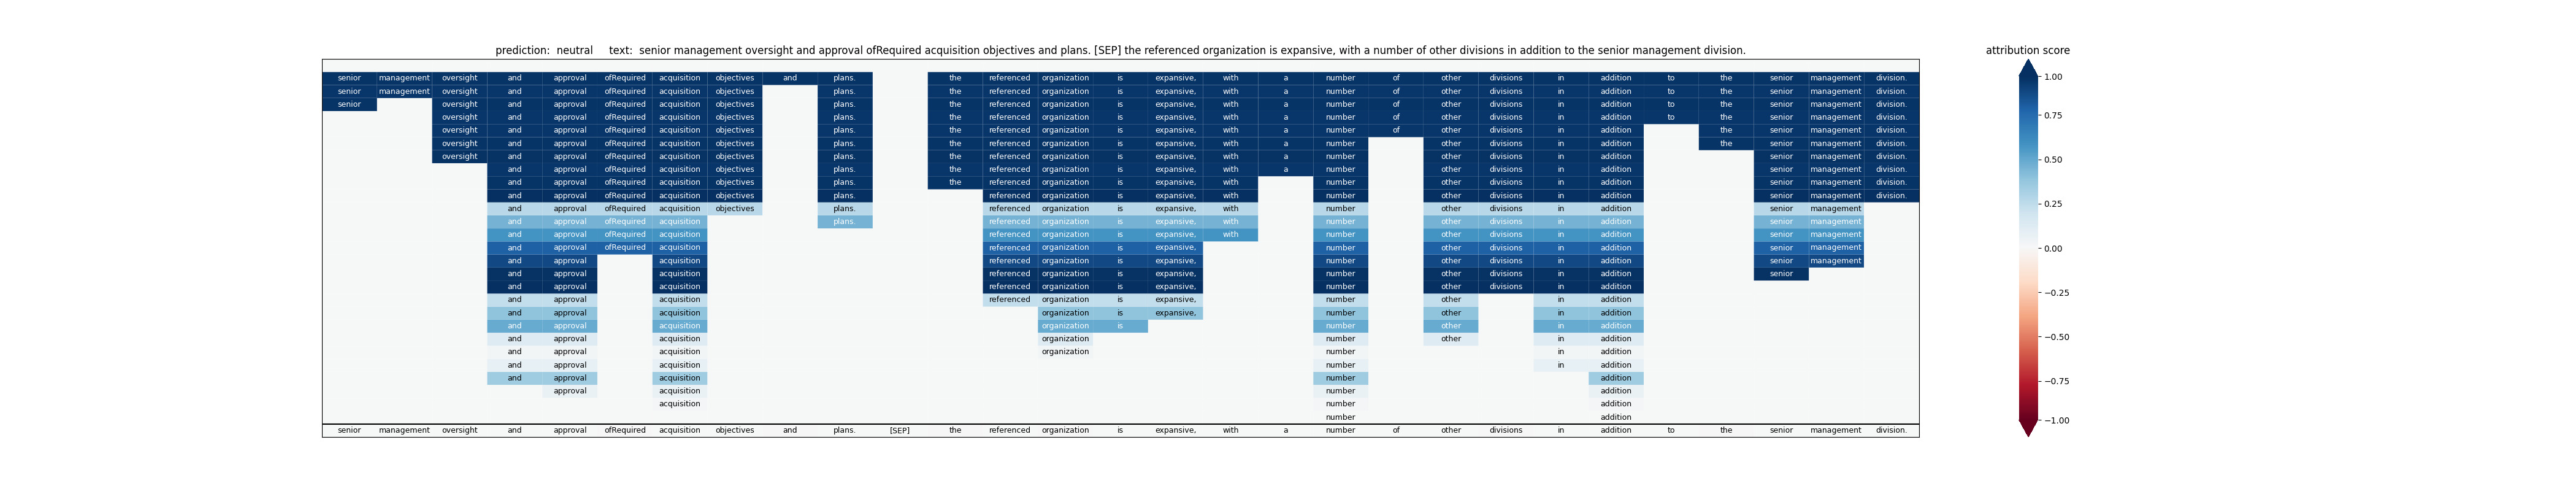 prediction: neutral text: senior management oversight and approval ofRequired acquisition objectives and plans. [SEP] the referenced organization is expansive, with a number of other divisions in addition to the senior management division.
senior management oversight and approval ofRequired acquisition objectives and plans. the referenced organization is expansive, with a number of other divisions in addition to the senior management division.
senior management oversight and approval ofRequired acquisition objectives plans. the referenced organization is expansive, with a number of other divisions in addition to the senior management division.
senior oversight and approval ofRequired acquisition objectives plans. the referenced organization is expansive, with a number of other divisions in addition to the senior management division.
oversight and approval ofRequired acquisition objectives plans. the referenced organization is expansive, with a number of other divisions in addition to the senior management division.
oversight and approval ofRequired acquisition objectives plans. the referenced organization is expansive, with a number of other divisions in addition the senior management division.
oversight and approval ofRequired acquisition objectives plans. the referenced organization is expansive, with a number other divisions in addition the senior management division.
oversight and approval ofRequired acquisition objectives plans. the referenced organization is expansive, with a number other divisions in addition senior management division.
and approval ofRequired acquisition objectives plans. the referenced organization is expansive, with a number other divisions in addition senior management division.
and approval ofRequired acquisition objectives plans. the referenced organization is expansive, with number other divisions in addition senior management division.
and approval ofRequired acquisition objectives plans. referenced organization is expansive, with number other divisions in addition senior management division.
and approval ofRequired acquisition objectives plans. referenced organization is expansive, with number other divisions in addition senior management
and approval ofRequired acquisition plans. referenced organization is expansive, with number other divisions in addition senior management
and approval ofRequired acquisition referenced organization is expansive, with number other divisions in addition senior management
and approval ofRequired acquisition referenced organization is expansive, number other divisions in addition senior management
and approval acquisition referenced organization is expansive, number other divisions in addition senior management
and approval acquisition referenced organization is expansive, number other divisions in addition senior
and approval acquisition referenced organization is expansive, number other divisions in addition
and approval acquisition referenced organization is expansive, number other in addition
and approval acquisition organization is expansive, number other in addition
and approval acquisition organization is number other in addition
and approval acquisition organization number other in addition
and approval acquisition organization number in addition
and approval acquisition number in addition
and approval acquisition number addition
approval acquisition number addition
acquisition number addition
number addition
senior management oversight and approval ofRequired acquisition objectives and plans. [SEP] the referenced organization is expansive, with a number of other divisions in addition to the senior management division.
attribution score
1.00
0.75
0.50
0.25
0.00
−0.25
−0.50
−0.75
−1.00